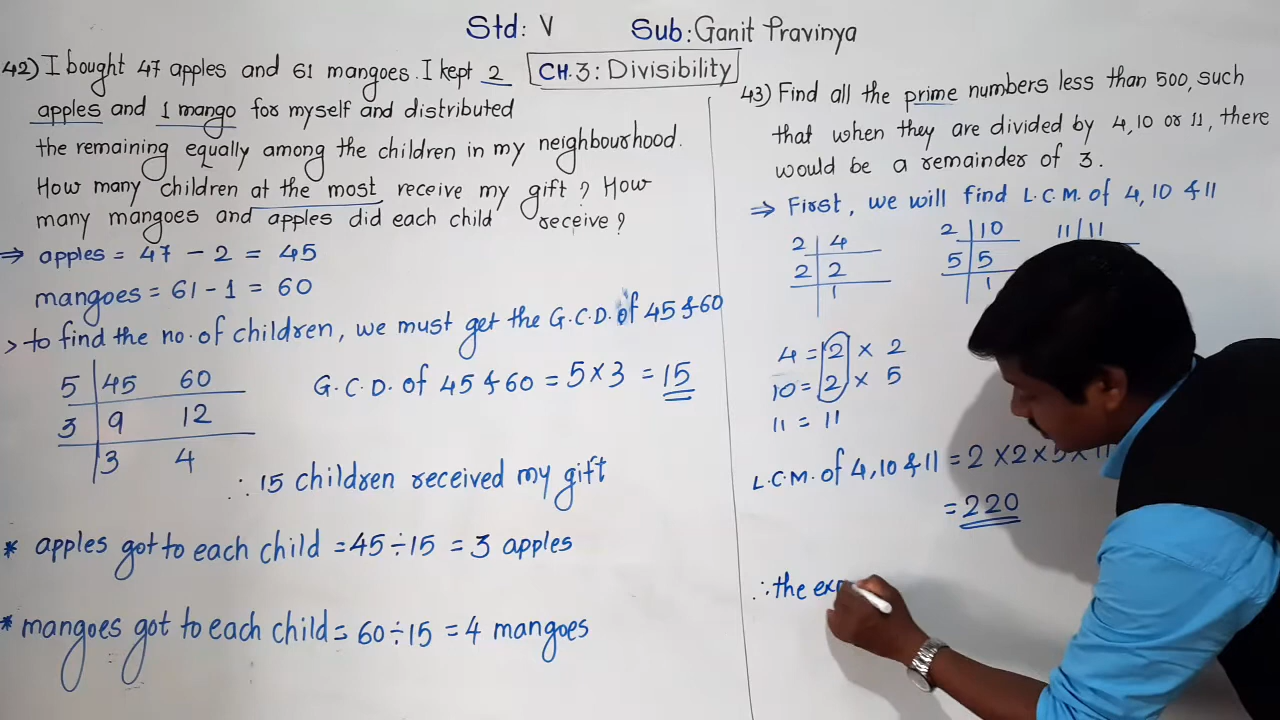 Std: V Sub: Ganit Pravinya
CH.3: Divisibility
42) I bought 47 apples and 61 mangoes. I kept 2
apples and 1 mango for myself and distributed
the remaining equally among the children in my neighbourhood.
How many children at the most receive my gift? How
many mangoes and apples did each child receive?
⇒ apples = 47 - 2 = 45
mangoes = 61 - 1 = 60
> to find the no. of children, we must get the G.C.D. of 45 & 60
5 | 45 60
3 | 9 12
| 3 4
G.C.D. of 45 & 60 = 5 × 3 = 15
∴ 15 children received my gift
* apples got to each child = 45 ÷ 15 = 3 apples
* mangoes got to each child = 60 ÷ 15 = 4 mangoes
43) Find all the prime numbers less than 500, such
that when they are divided by 4, 10 or 11, there
would be a remainder of 3.
⇒ First, we will find L.C.M. of 4, 10 & 11
2 | 4
2 | 2
| 1
2 | 10
5 | 5
| 1
11 | 11
4 = 2 × 2
10 = 2 × 5
11 = 11
L.C.M. of 4, 10 & 11 = 2 × 2 × 5 × 11
= 220
∴ the